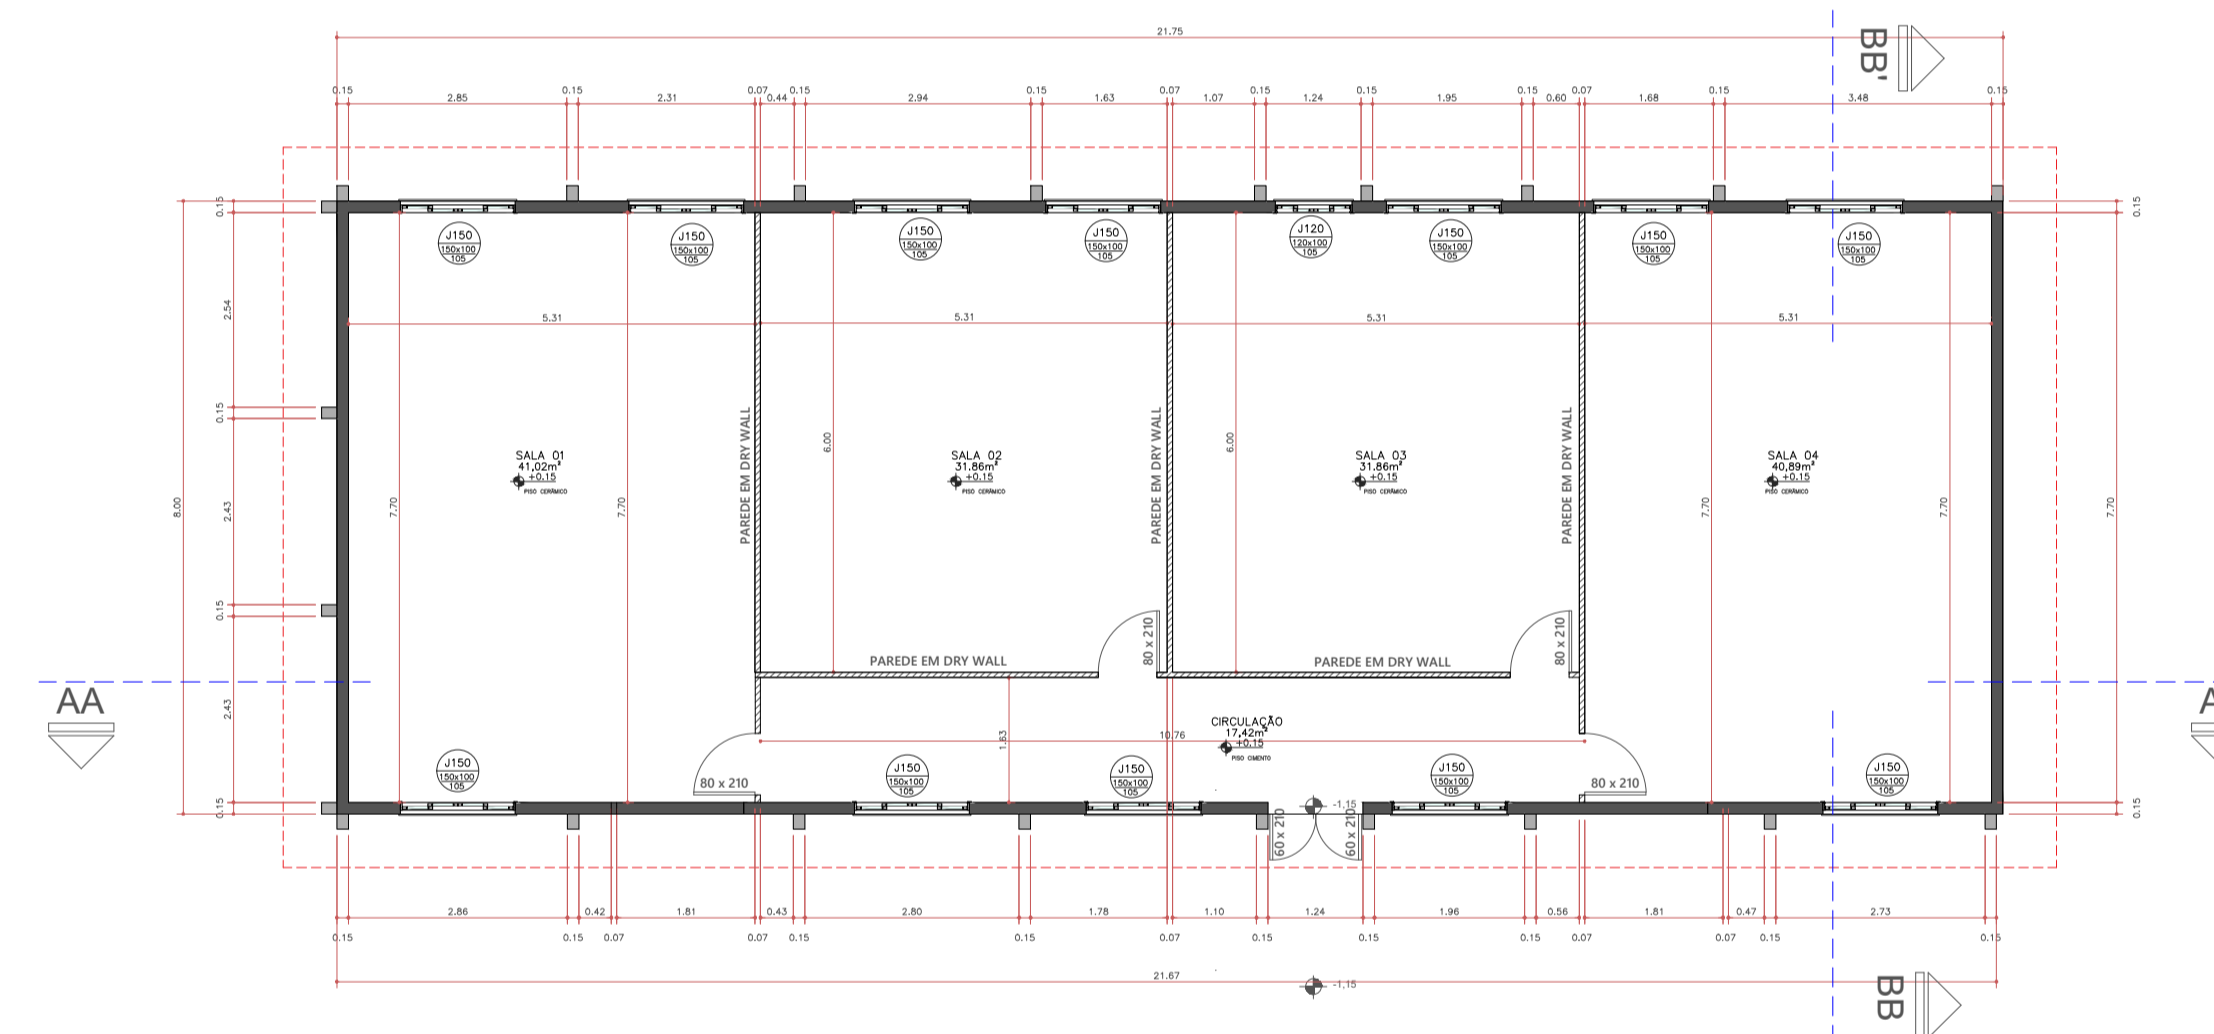 21.75
BB'
0.15 0.15 0.07 0.15 0.15 0.07 0.15 0.15 0.15 0.07 0.15 0.15
2.85 2.31 0.44 2.94 1.63 1.07 1.24 1.95 0.60 1.68 3.48
0.15 0.15
J150 J150 J150 J150 J120 J150 J150 J150
150x100 150x100 150x100 150x100 120x100 150x100 150x100 150x100
105 105 105 105 105 105 105 105
2.54
5.31 5.31 5.31 5.31
0.15
PAREDE EM DRY WALL PAREDE EM DRY WALL PAREDE EM DRY WALL
6.00 6.00
SALA 01 SALA 02 SALA 03 SALA 04
41,02m² 31.86m² 31.86m² 40,89m²
+0.15 +0.15 +0.15 +0.15
PISO CERÂMICO PISO CERÂMICO PISO CERÂMICO PISO CERÂMICO
8.00 2.43 7.70 7.70 7.70 7.70 7.70
0.15
80 x 210 80 x 210
PAREDE EM DRY WALL PAREDE EM DRY WALL
AA A
2.43
CIRCULAÇÃO
17,42m²
1.63 10.76
+0.15
PISO CIMENTO
J150 J150 J150 J150 J150
150x100 150x100 150x100 150x100 150x100
105 105 105 105 105
80 x 210 80 x 210
0.15 -1,15 0.15
60 x 210 60 x 210
2.86 0.42 1.81 0.43 2.80 1.78 1.10 1.24 1.96 0.56 1.81 0.47 2.73
0.15 0.15 0.07 0.07 0.15 0.15 0.07 0.15 0.15 0.15 0.07 0.07 0.15 0.15
21.67
-1,15
BB